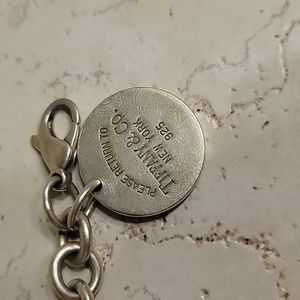 PLEASE RETURN TO
TIFFANY & CO.
NEW YORK
925